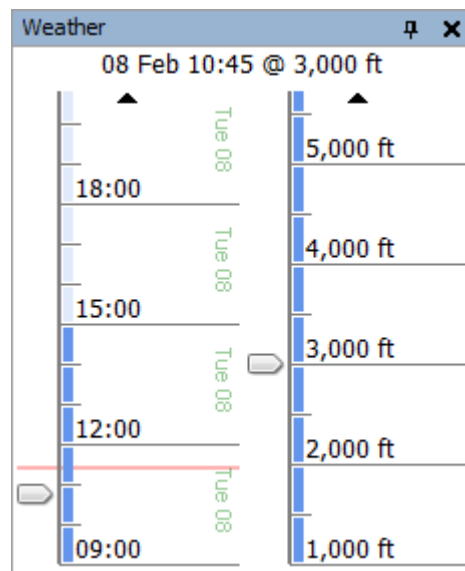 Weather
08 Feb 10:45 @ 3,000 ft
Tue 08
18:00
Tue 08
15:00
Tue 08
12:00
Tue 08
09:00
5,000 ft
4,000 ft
3,000 ft
2,000 ft
1,000 ft